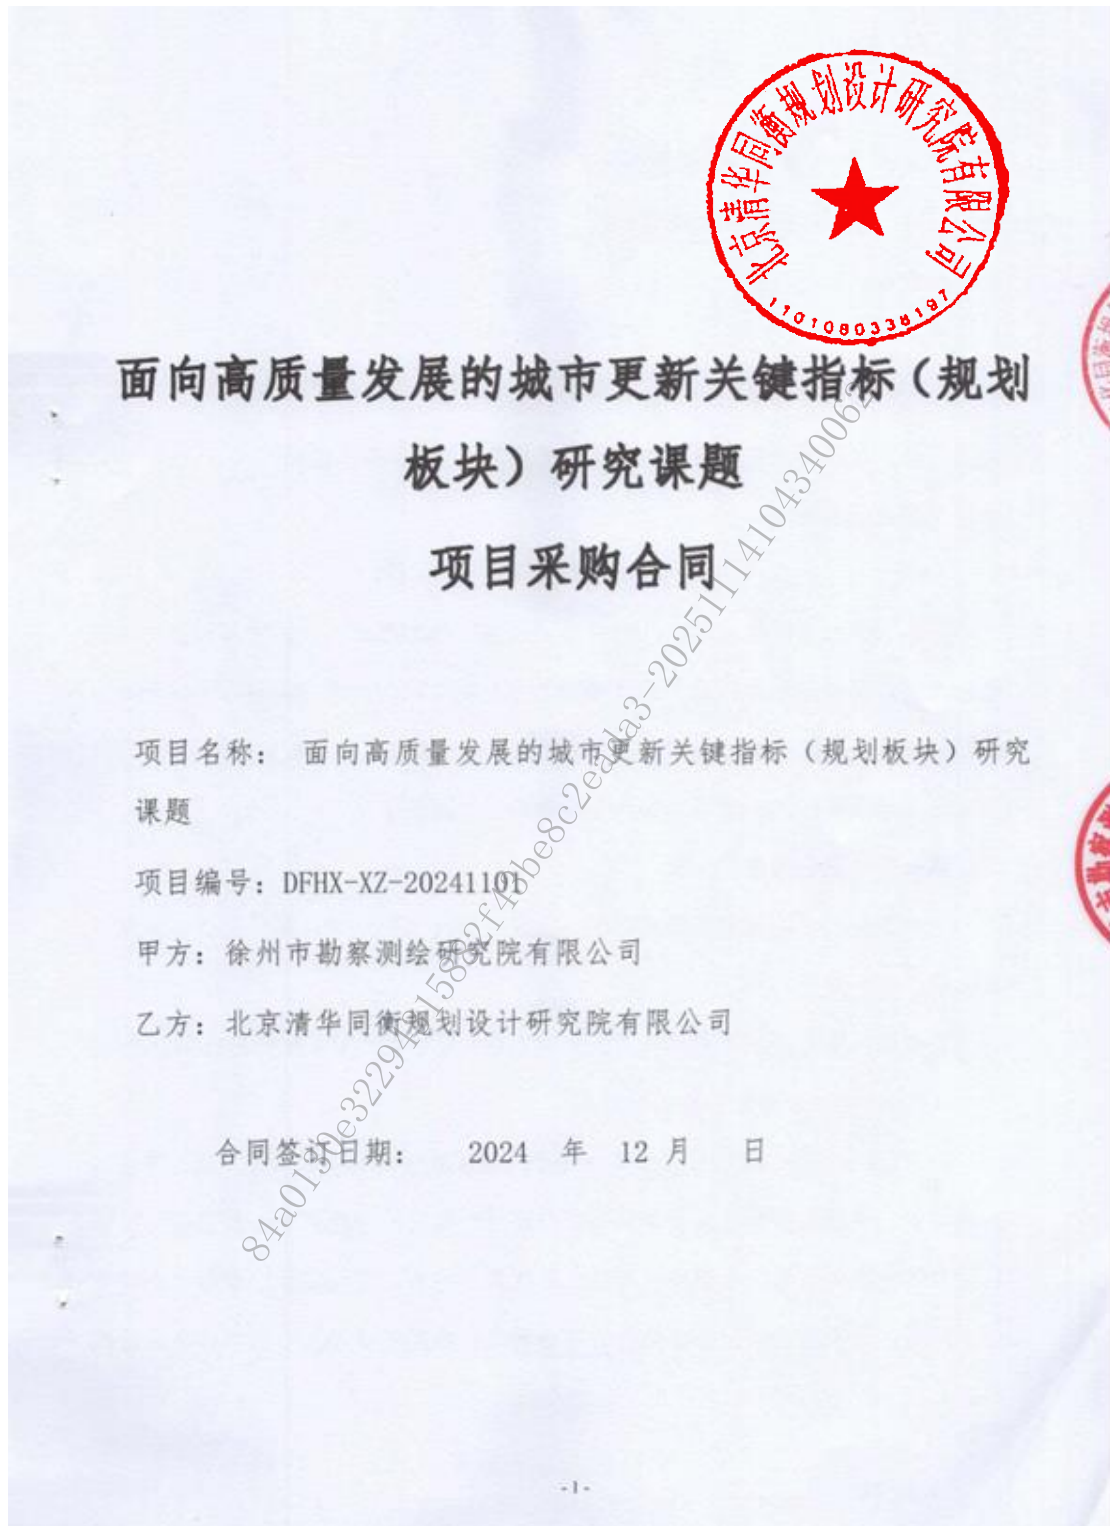 北京清华同衡规划设计研究院有限公司
1101080338197
面向高质量发展的城市更新关键指标（规划
板块）研究课题
项目采购合同
项目名称： 面向高质量发展的城市更新关键指标（规划板块）研究
课题
项目编号：DFHX-XZ-20241101
甲方：徐州市勘察测绘研究院有限公司
乙方：北京清华同衡规划设计研究院有限公司
合同签订日期： 2024 年 12 月 日
-1-